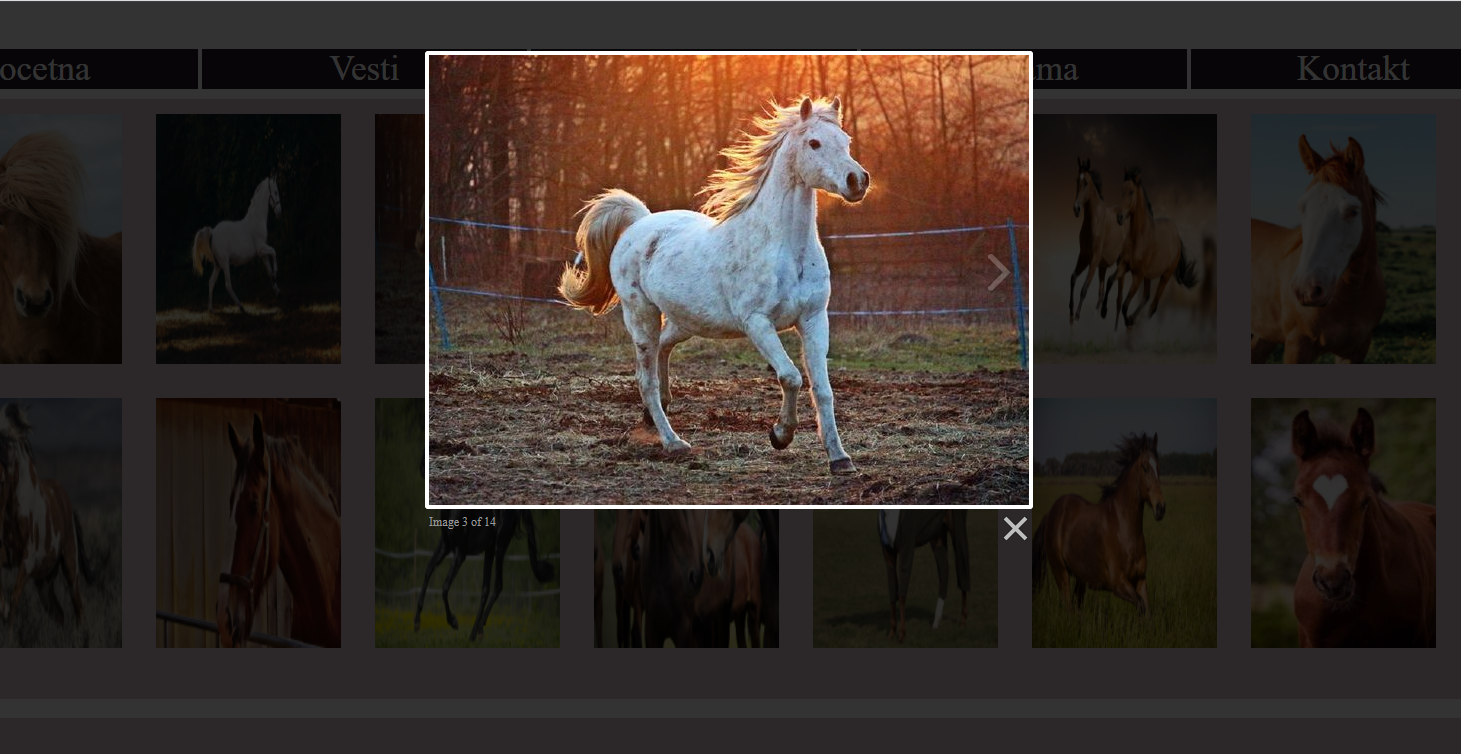 ocetna
Vesti
ma
Kontakt
Image 3 of 14